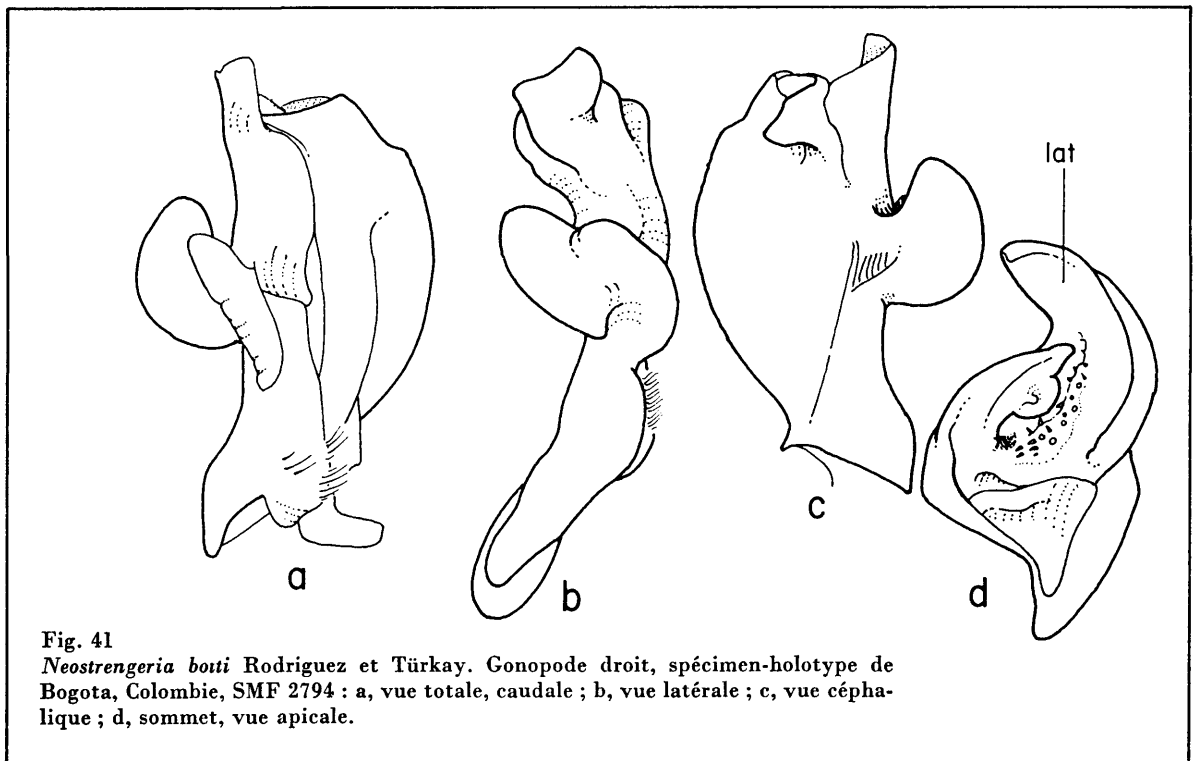 lat
a
b
c
d
Fig. 41
Neostrengeria botti Rodriguez et Türkay. Gonopode droit, spécimen-holotype de
Bogota, Colombie, SMF 2794 : a, vue totale, caudale ; b, vue latérale ; c, vue cépha-
lique ; d, sommet, vue apicale.